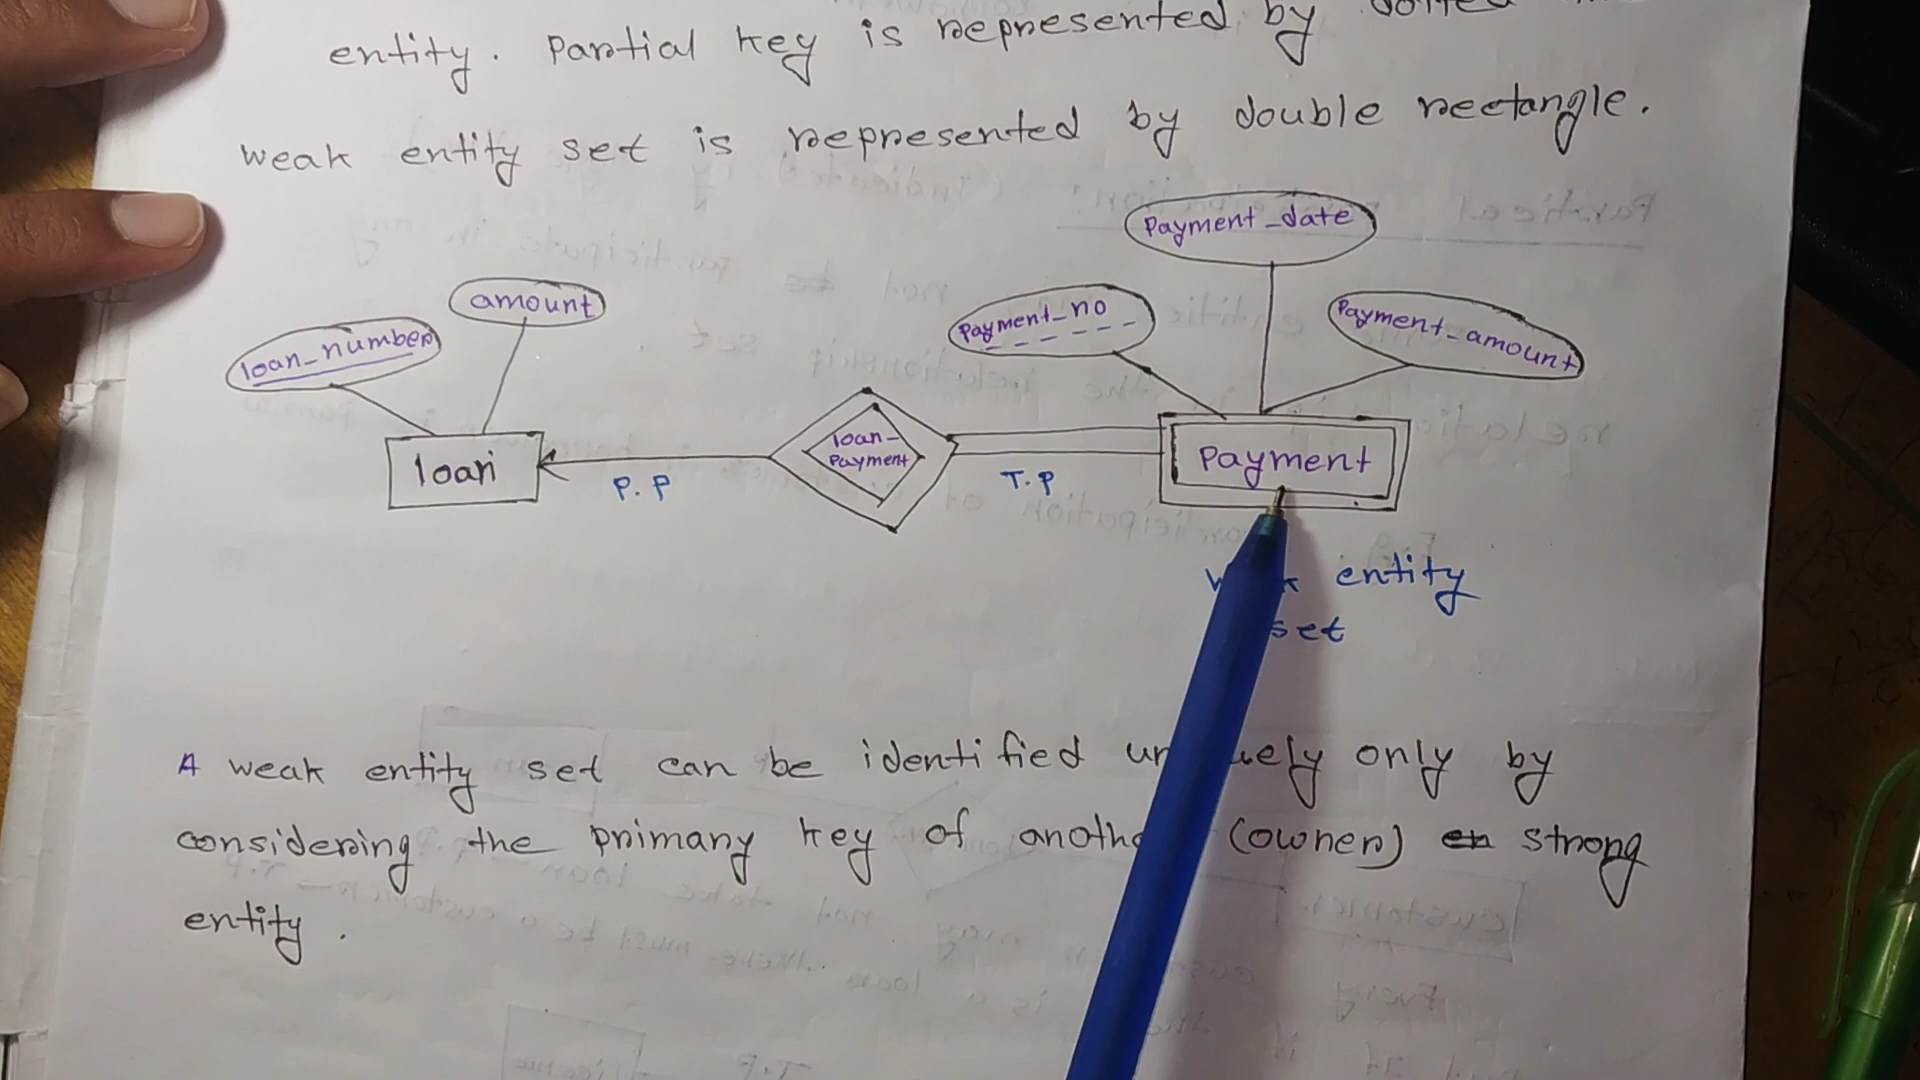 entity. Partial key is represented by
weak entity set is represented by double rectangle.
Payment_date
amount
Payment_no
Payment_amount
loan_number
loan
P.P
loan-
Payment
T.P
Payment
entity
set
A weak entity set can be identified only by
considering the primary key of (owner) strong
entity.